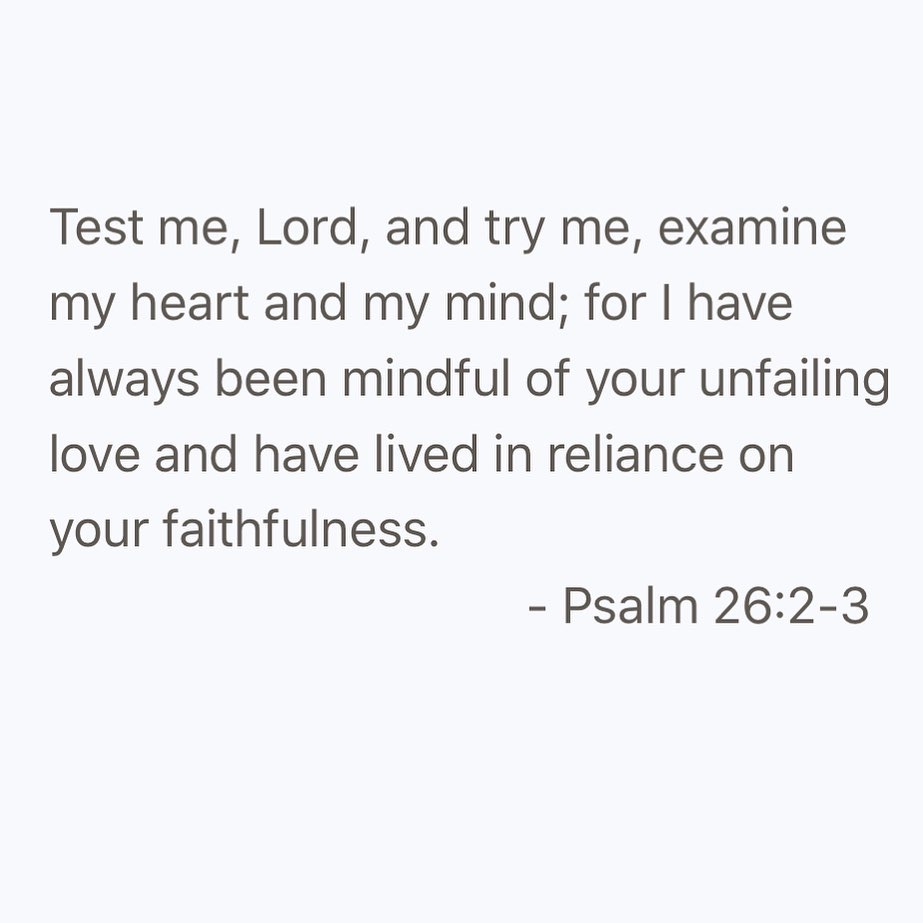 Test me, Lord, and try me, examine
my heart and my mind; for I have
always been mindful of your unfailing
love and have lived in reliance on
your faithfulness.
- Psalm 26:2-3